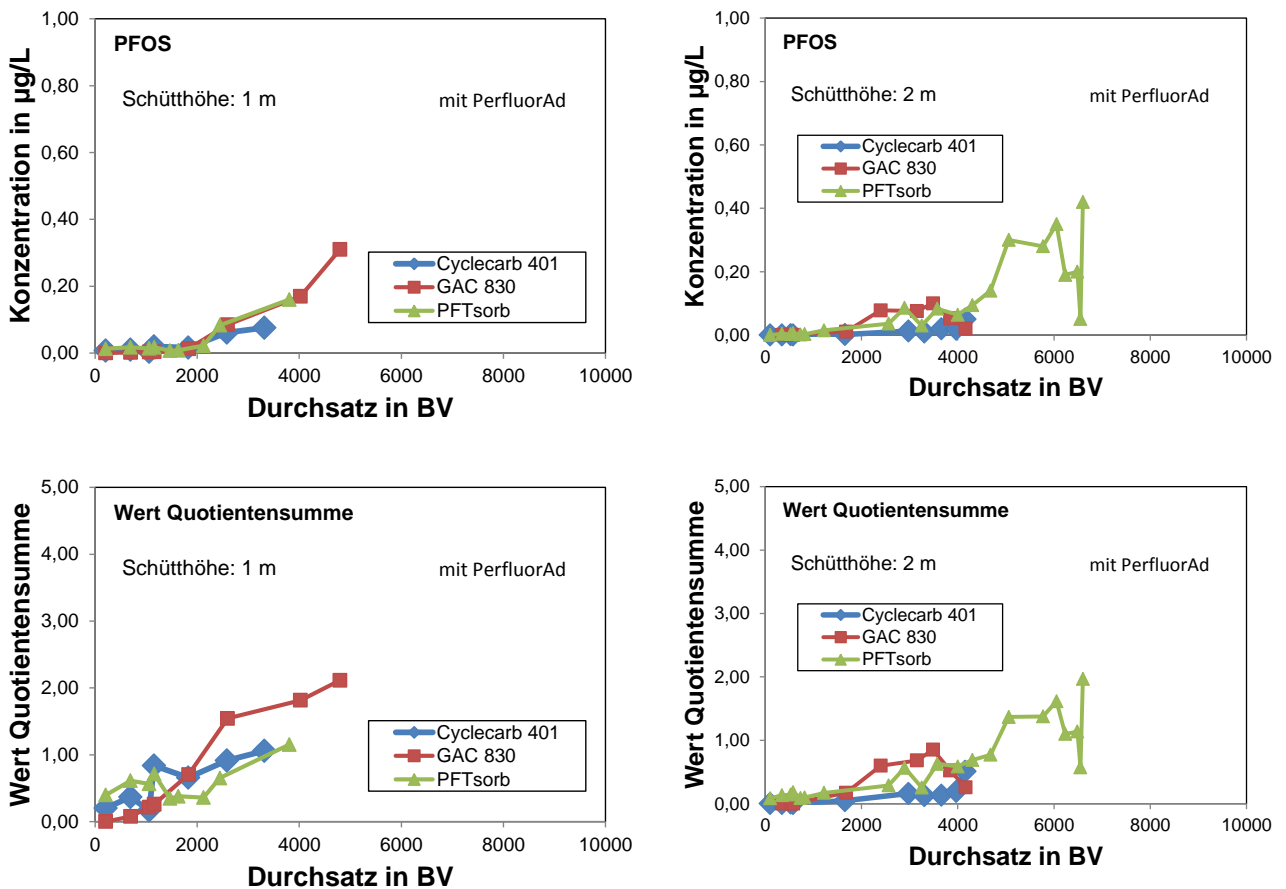 PFOS
Schütthöhe: 1 m
mit PerfluorAd
Konzentration in µg/L
1,00
0,80
0,60
0,40
0,20
0,00
Cyclecarb 401
GAC 830
PFTsorb
0 2000 4000 6000 8000 10000
Durchsatz in BV
PFOS
Schütthöhe: 2 m
mit PerfluorAd
Konzentration in µg/L
1,00
0,80
0,60
0,40
0,20
0,00
Cyclecarb 401
GAC 830
PFTsorb
0 2000 4000 6000 8000 10000
Durchsatz in BV
Wert Quotientensumme
Schütthöhe: 1 m
mit PerfluorAd
Wert Quotientensumme
5,00
4,00
3,00
2,00
1,00
0,00
Cyclecarb 401
GAC 830
PFTsorb
0 2000 4000 6000 8000 10000
Durchsatz in BV
Wert Quotientensumme
Schütthöhe: 2 m
mit PerfluorAd
Wert Quotientensumme
5,00
4,00
3,00
2,00
1,00
0,00
Cyclecarb 401
GAC 830
PFTsorb
0 2000 4000 6000 8000 10000
Durchsatz in BV